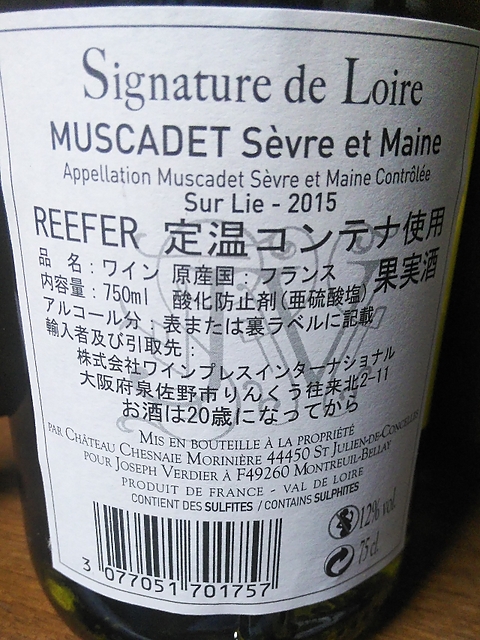 Signature de Loire
MUSCADET Sèvre et Maine
Appellation Muscadet Sèvre et Maine Contrôlée
Sur Lie - 2015
REEFER 定温コンテナ使用
品 名：ワイン 原産国：フランス 果実酒
内容量：750ml 酸化防止剤(亜硫酸塩)
アルコール分：表または裏ラベルに記載
輸入者及び引取先：
株式会社ワインプレスインターナショナル
大阪府泉佐野市りんくう往来北2-11
お酒は20歳になってから
MIS EN BOUTEILLE À LA PROPRIÉTÉ
PAR CHÂTEAU CHESNAIE MORINIÈRE 44450 ST JULIEN-DE-CONCELLES
POUR JOSEPH VERDIER À F49260 MONTREUIL-BELLAY
PRODUIT DE FRANCE - VAL DE LOIRE
CONTIENT DES SULFITES / CONTAINS SULPHITES
12% vol.
75 cl.
3 077051 701757